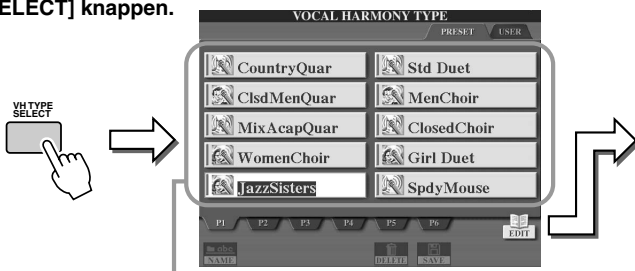 ELECT] knappen.
VOCAL HARMONY TYPE
PRESET USER
CountryQuar Std Duet
ClsdMenQuar MenChoir
VH TYPE
SELECT
MixAcapQuar ClosedChoir
WomenChoir Girl Duet
JazzSisters SpdyMouse
P1 P2 P3 P4 P5 P6
EDIT
abc
NAME DELETE SAVE